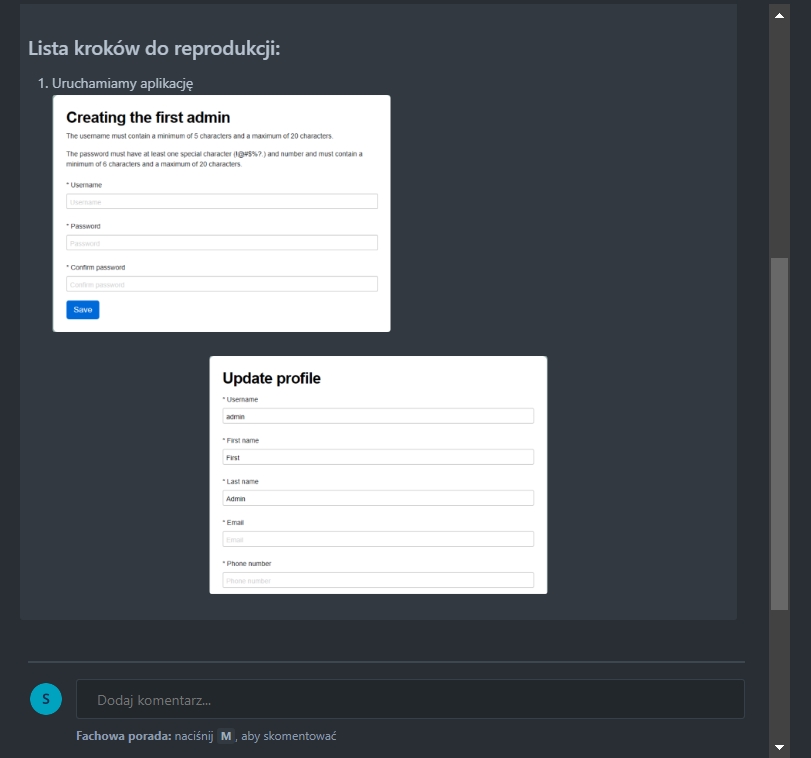 Lista kroków do reprodukcji:
1. Uruchamiamy aplikację
Creating the first admin
The username must contain a minimum of 5 characters and a maximum of 20 characters.
The password must have at least one special character (!@#$%?.) and number and must contain a
minimum of 6 characters and a maximum of 20 characters.
* Username
Username
* Password
Password
* Confirm password
Confirm password
Save
Update profile
* Username
admin
* First name
First
* Last name
Admin
* Email
Email
* Phone number
Phone number
S
Dodaj komentarz...
Fachowa porada: naciśnij M, aby skomentować